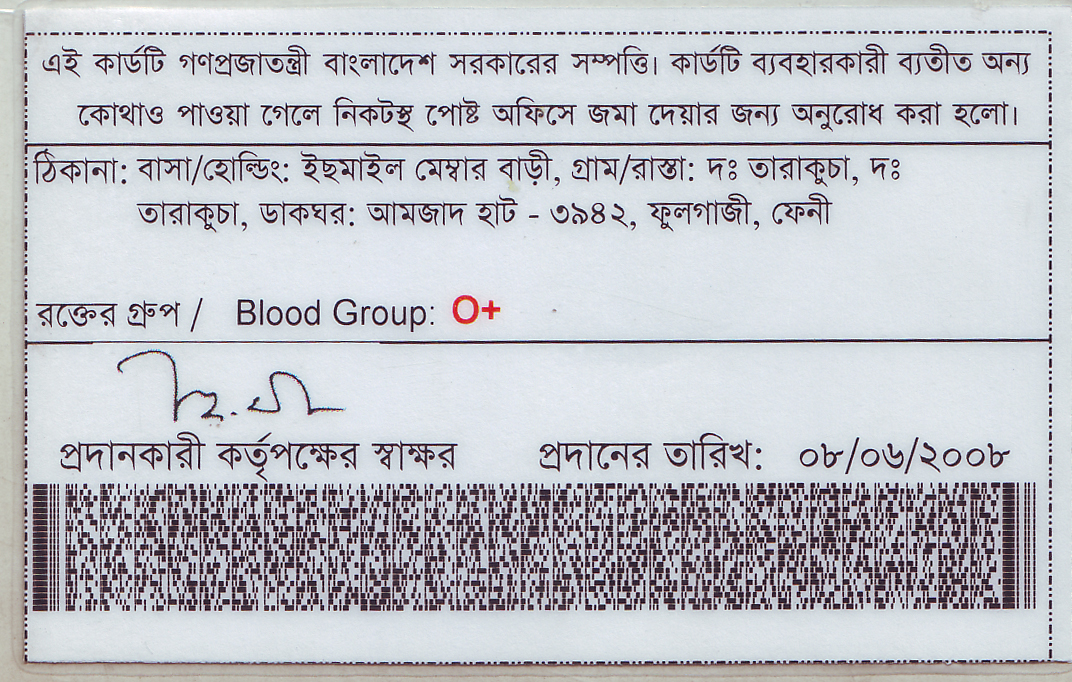 এই কার্ডটি গণপ্রজাতন্ত্রী বাংলাদেশ সরকারের সম্পত্তি। কার্ডটি ব্যবহারকারী ব্যতীত অন্য
কোথাও পাওয়া গেলে নিকটস্থ পোষ্ট অফিসে জমা দেয়ার জন্য অনুরোধ করা হলো।
ঠিকানা: বাসা/হোল্ডিং: ইছমাইল মেম্বার বাড়ী, গ্রাম/রাস্তা: দঃ তারাকুচা, দঃ
তারাকুচা, ডাকঘর: আমজাদ হাট - ৩৯৪২, ফুলগাজী, ফেনী
রক্তের গ্রুপ / Blood Group: O+
প্রদানকারী কর্তৃপক্ষের স্বাক্ষর প্রদানের তারিখ: ০৮/০৬/২০০৮